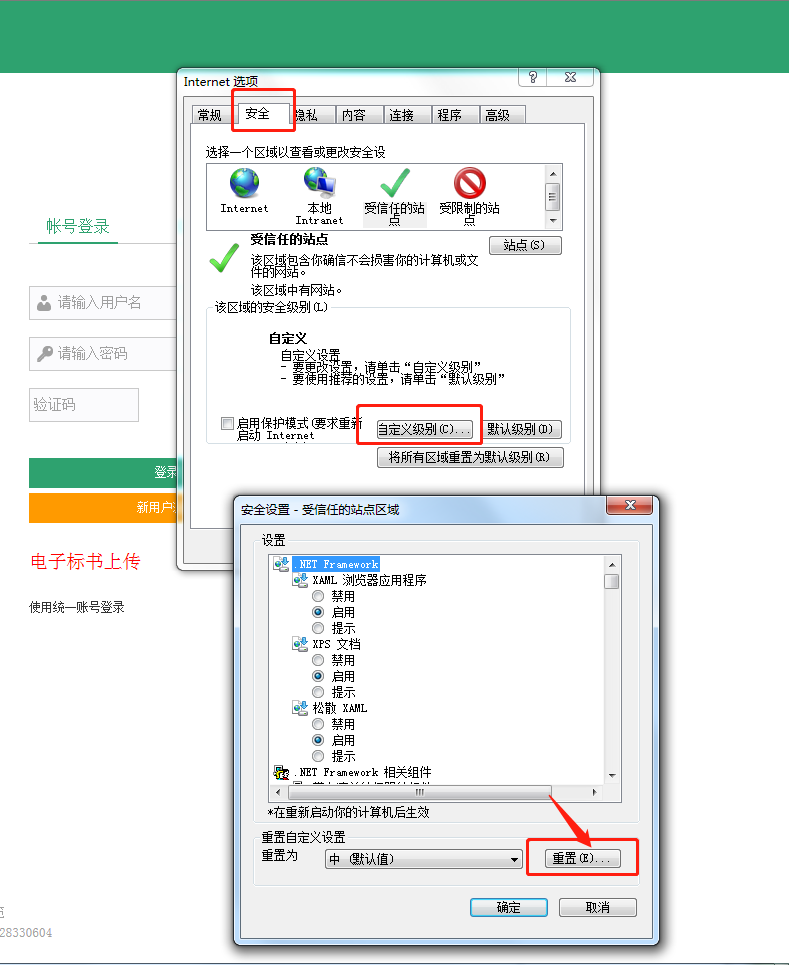 Internet 选项
常规 安全 隐私 内容 连接 程序 高级
选择一个区域以查看或更改安全设
Internet
本地
Intranet
受信任的站
点
受限制的站
点
受信任的站点
站点(S)
该区域包含你确信不会损害你的计算机或文
件的网站。
该区域中有网站。
该区域的安全级别(L)
自定义
自定义设置
- 要更改设置，请单击“自定义级别”
- 要使用推荐的设置，请单击“默认级别”
启用保护模式(要求重新
启动 Internet
自定义级别(C)...
默认级别(D)
将所有区域重置为默认级别(R)
帐号登录
请输入用户名
请输入密码
验证码
登录
新用户
电子标书上传
使用统一账号登录
览
28330604
安全设置 - 受信任的站点区域
设置
.NET Framework
XAML 浏览器应用程序
禁用
启用
提示
XPS 文档
禁用
启用
提示
松散 XAML
禁用
启用
提示
.NET Framework 相关组件
*在重新启动你的计算机后生效
重置自定义设置
重置为
中 (默认值)
重置(E)...
确定
取消